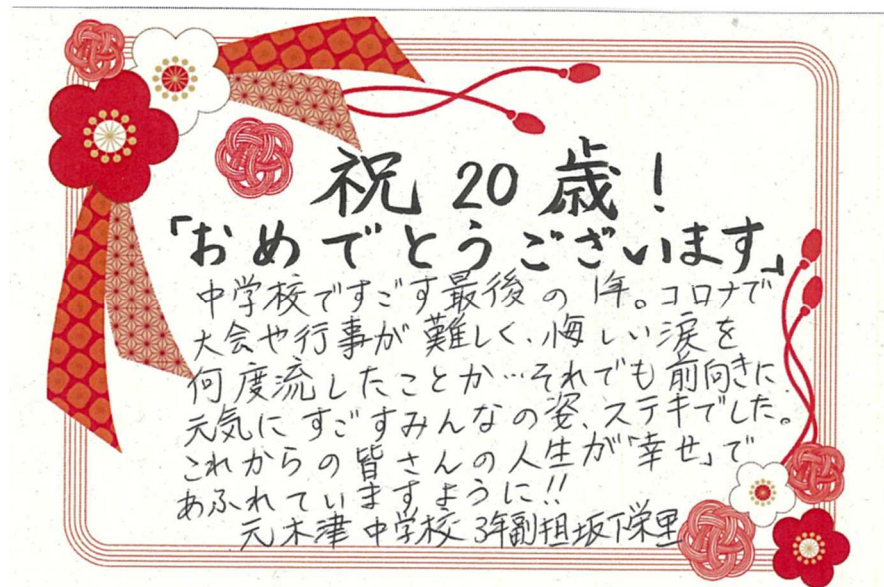 祝20歳！
「おめでとうございます」
中学校ですごす最後の1年。コロナで
大会や行事が難しく、悔しい涙を
何度流したことか…それでも前向きに
元気にすごすみんなの姿、ステキでした。
これからの皆さんの人生が「幸せ」で
あふれていますように!!
元木津中学校 3年副担坂下栄里